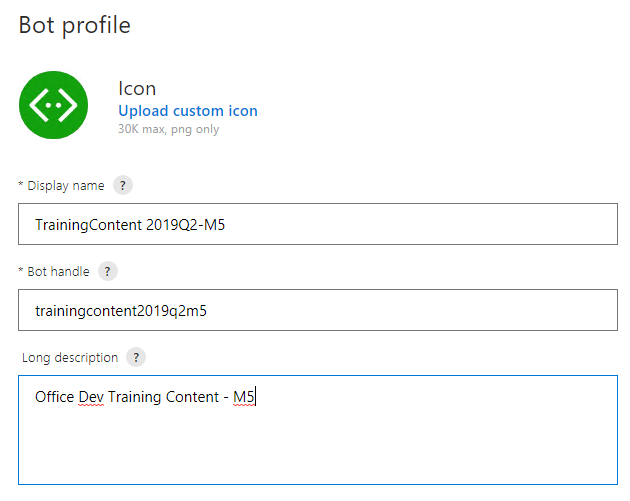 Bot profile
Icon
Upload custom icon
30K max, png only
* Display name ?
TrainingContent 2019Q2-M5
* Bot handle ?
trainingcontent2019q2m5
Long description ?
Office Dev Training Content - M5